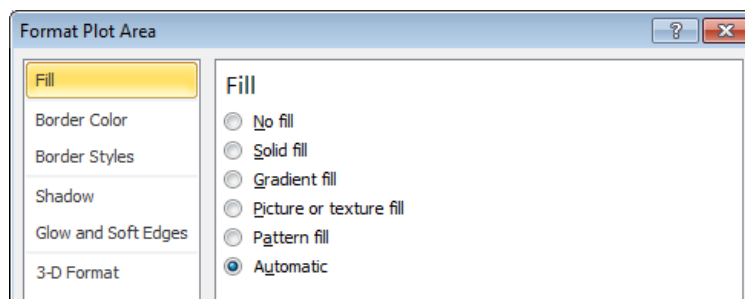 Format Plot Area
?
Fill
Border Color
Border Styles
Shadow
Glow and Soft Edges
3-D Format
Fill
No fill
Solid fill
Gradient fill
Picture or texture fill
Pattern fill
Automatic